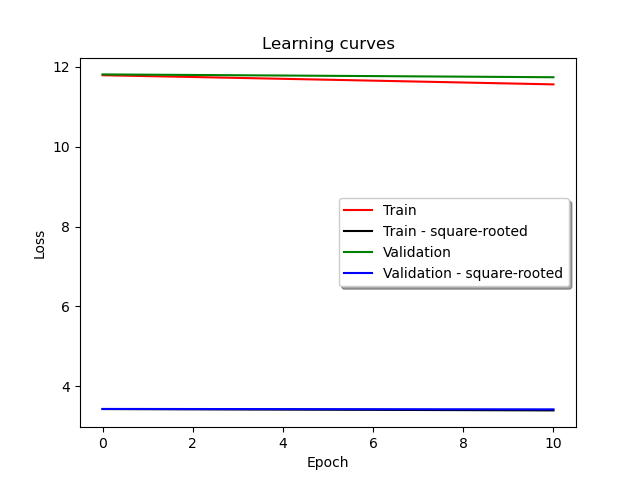 Learning curves
12
10
8
6
4
Loss
Train
Train - square-rooted
Validation
Validation - square-rooted
0 2 4 6 8 10
Epoch